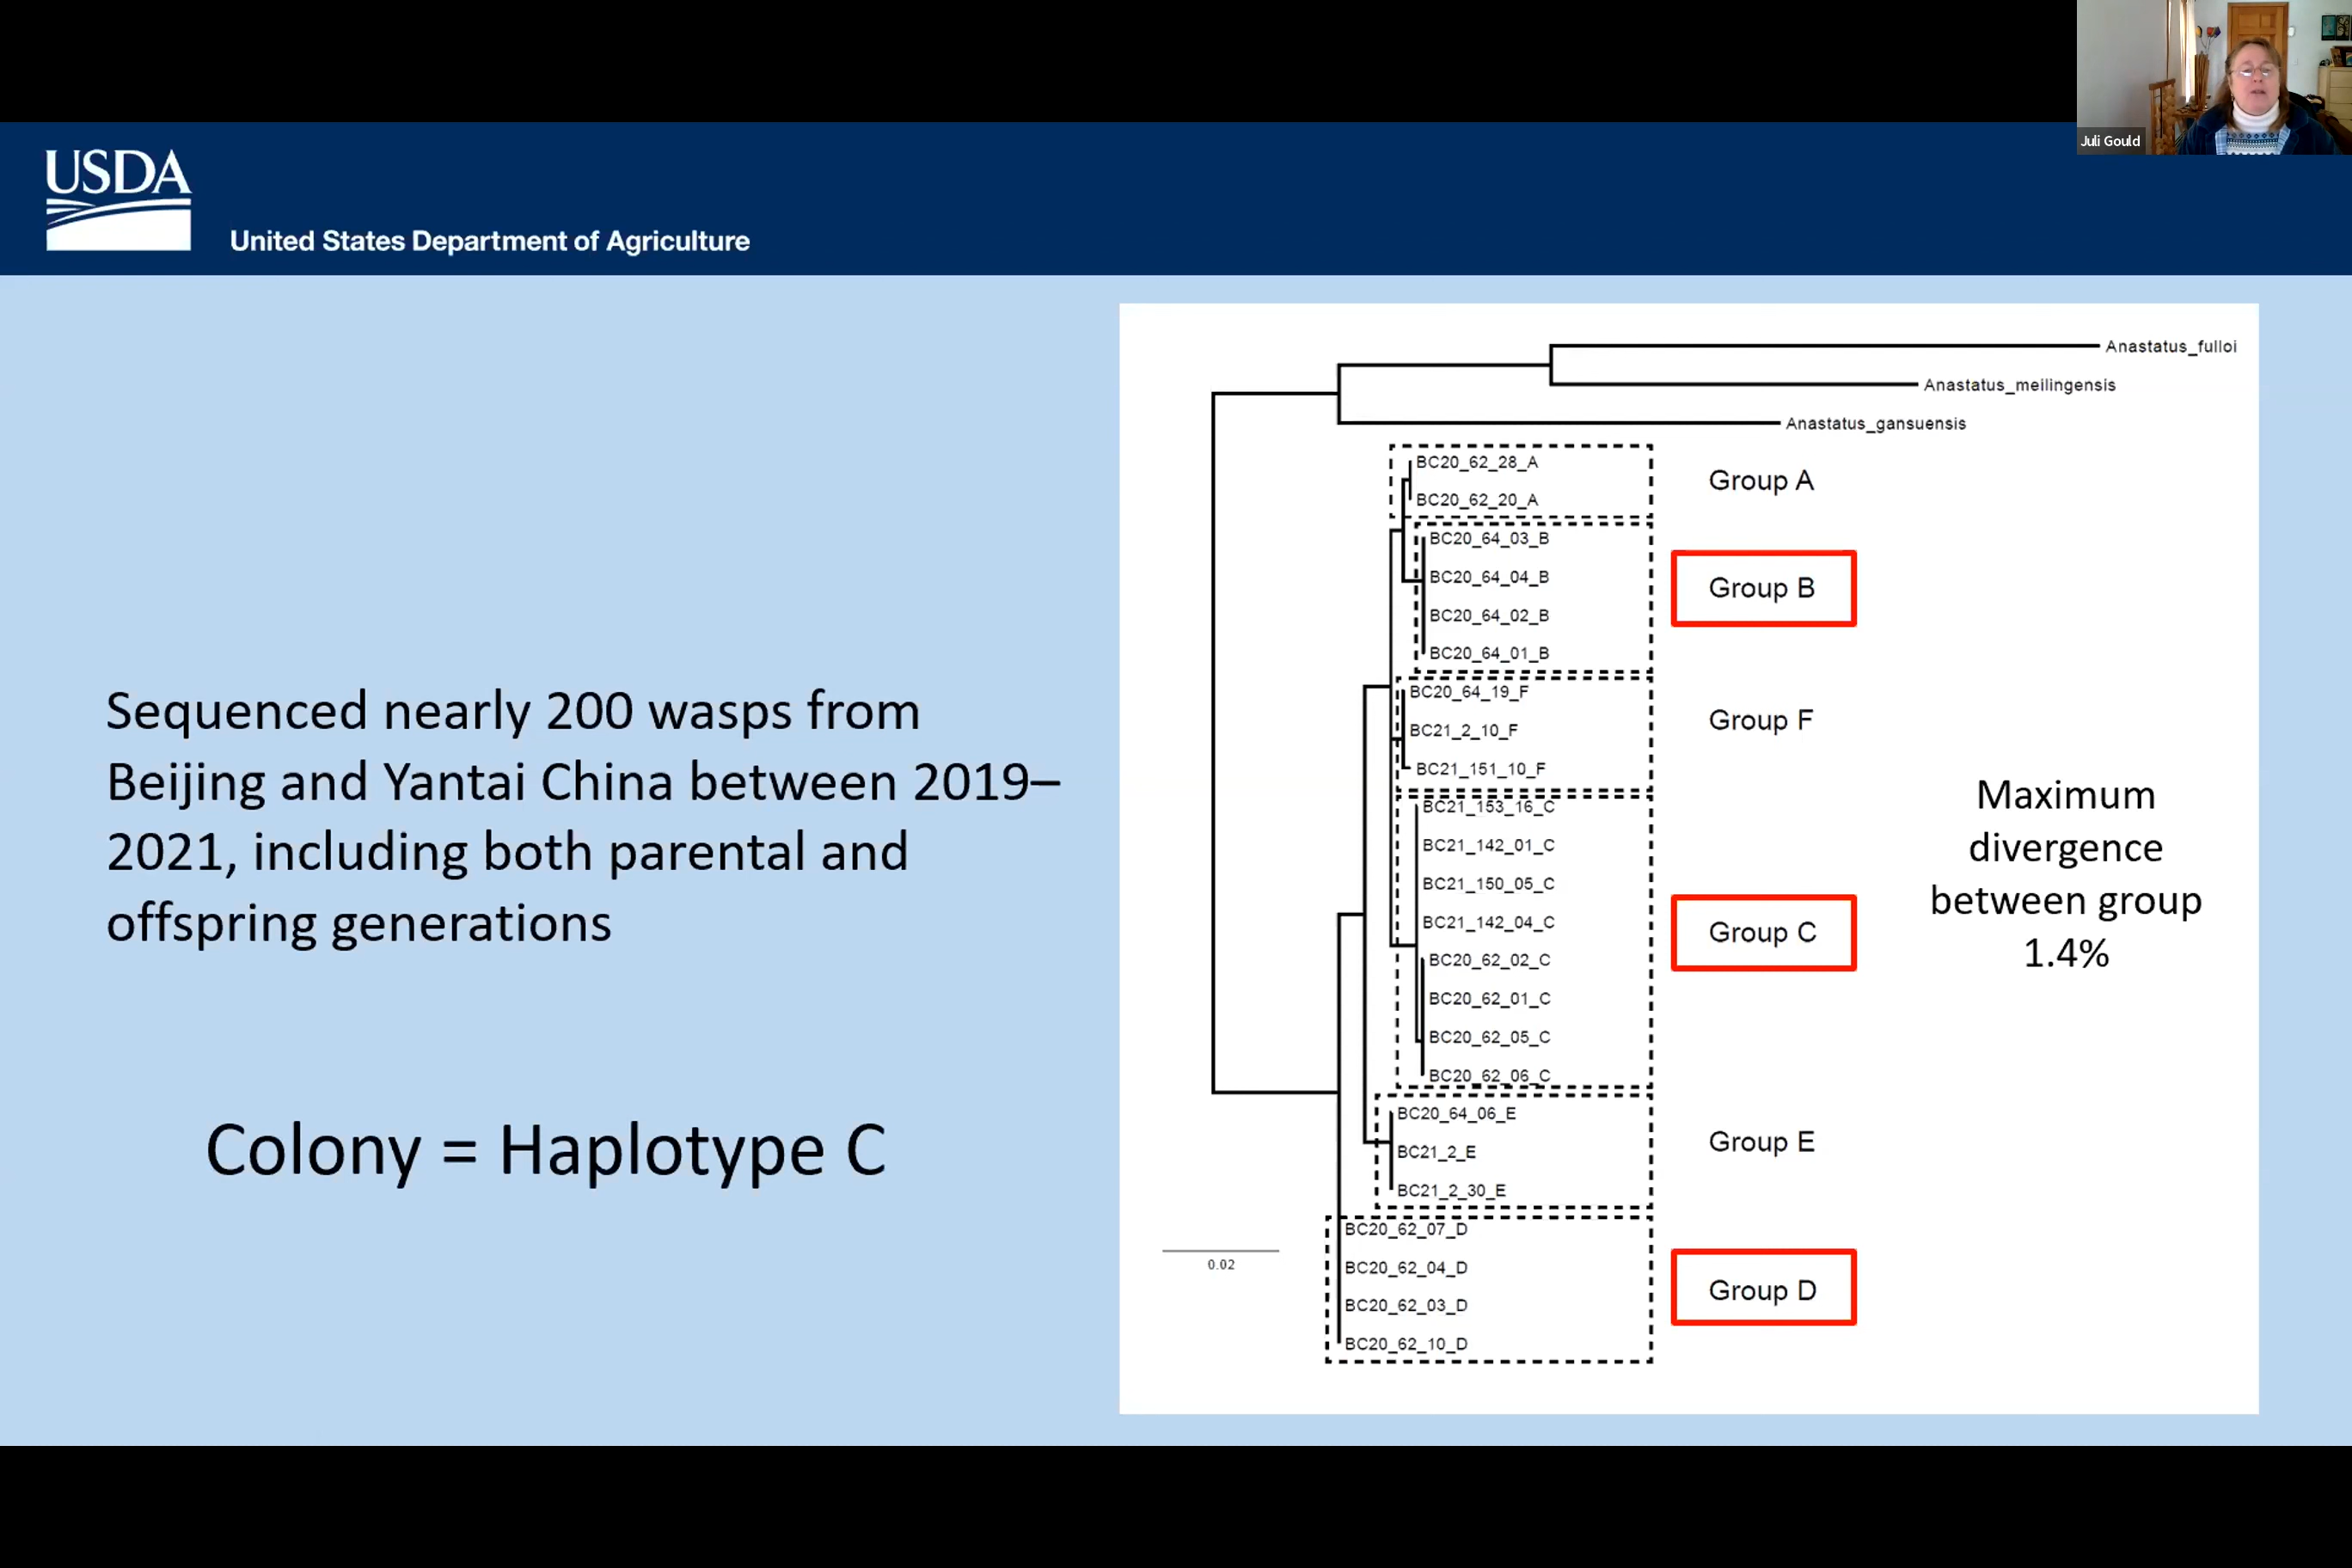 Juli Gould
USDA
United States Department of Agriculture
Sequenced nearly 200 wasps from
Beijing and Yantai China between 2019–
2021, including both parental and
offspring generations
Colony = Haplotype C
Anastatus_fulloi
Anastatus_meilingensis
Anastatus_gansuensis
BC20_62_28_A
BC20_62_20_A
Group A
BC20_64_03_B
BC20_64_04_B
BC20_64_02_B
BC20_64_01_B
Group B
BC20_64_19_F
BC21_2_10_F
BC21_151_10_F
Group F
BC21_153_16_C
BC21_142_01_C
BC21_150_05_C
BC21_142_04_C
BC20_62_02_C
BC20_62_01_C
BC20_62_05_C
BC20_62_06_C
Group C
BC20_64_06_E
BC21_2_E
BC21_2_30_E
Group E
BC20_62_07_D
BC20_62_04_D
BC20_62_03_D
BC20_62_10_D
Group D
0.02
Maximum
divergence
between group
1.4%